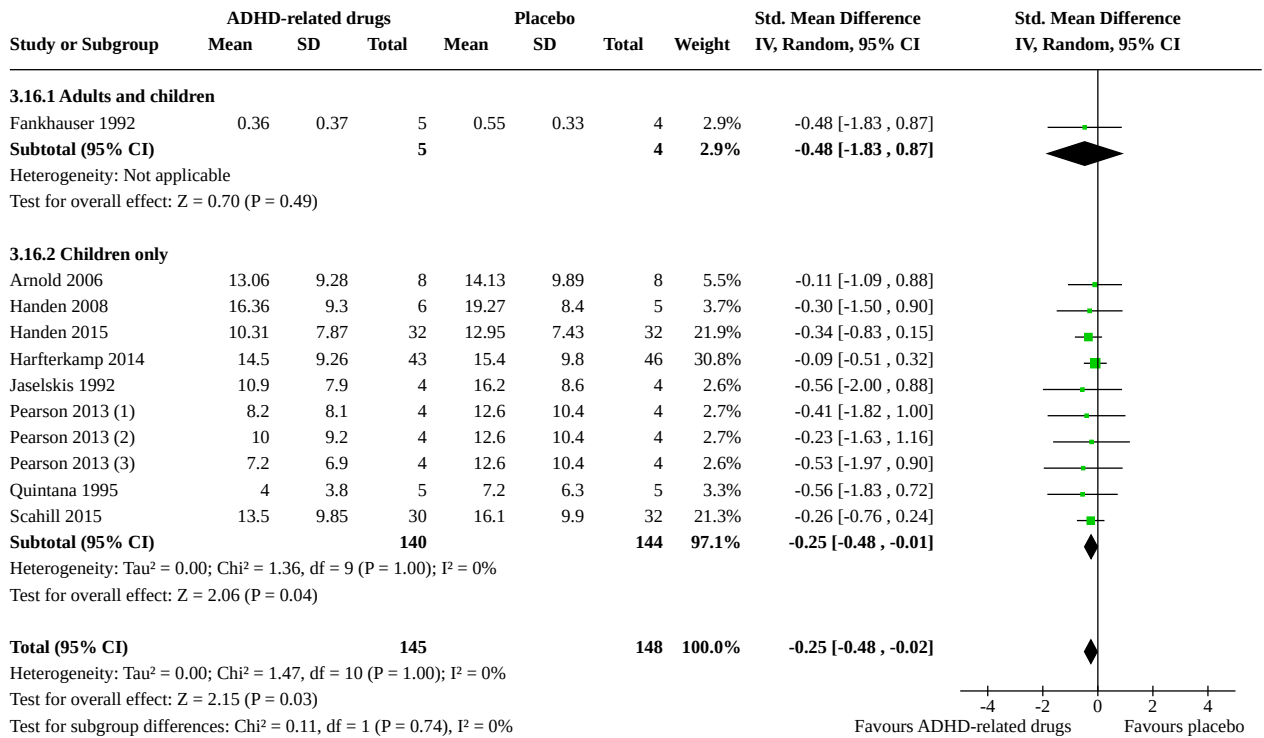 ADHD-related drugs Placebo Std. Mean Difference Std. Mean Difference
Study or Subgroup Mean SD Total Mean SD Total Weight IV, Random, 95% CI IV, Random, 95% CI
3.16.1 Adults and children
Fankhauser 1992 0.36 0.37 5 0.55 0.33 4 2.9% -0.48 [-1.83 , 0.87]
Subtotal (95% CI) 5 4 2.9% -0.48 [-1.83 , 0.87]
Heterogeneity: Not applicable
Test for overall effect: Z = 0.70 (P = 0.49)
3.16.2 Children only
Arnold 2006 13.06 9.28 8 14.13 9.89 8 5.5% -0.11 [-1.09 , 0.88]
Handen 2008 16.36 9.3 6 19.27 8.4 5 3.7% -0.30 [-1.50 , 0.90]
Handen 2015 10.31 7.87 32 12.95 7.43 32 21.9% -0.34 [-0.83 , 0.15]
Harfterkamp 2014 14.5 9.26 43 15.4 9.8 46 30.8% -0.09 [-0.51 , 0.32]
Jaselskis 1992 10.9 7.9 4 16.2 8.6 4 2.6% -0.56 [-2.00 , 0.88]
Pearson 2013 (1) 8.2 8.1 4 12.6 10.4 4 2.7% -0.41 [-1.82 , 1.00]
Pearson 2013 (2) 10 9.2 4 12.6 10.4 4 2.7% -0.23 [-1.63 , 1.16]
Pearson 2013 (3) 7.2 6.9 4 12.6 10.4 4 2.6% -0.53 [-1.97 , 0.90]
Quintana 1995 4 3.8 5 7.2 6.3 5 3.3% -0.56 [-1.83 , 0.72]
Scahill 2015 13.5 9.85 30 16.1 9.9 32 21.3% -0.26 [-0.76 , 0.24]
Subtotal (95% CI) 140 144 97.1% -0.25 [-0.48 , -0.01]
Heterogeneity: Tau² = 0.00; Chi² = 1.36, df = 9 (P = 1.00); I² = 0%
Test for overall effect: Z = 2.06 (P = 0.04)
Total (95% CI) 145 148 100.0% -0.25 [-0.48 , -0.02]
Heterogeneity: Tau² = 0.00; Chi² = 1.47, df = 10 (P = 1.00); I² = 0%
Test for overall effect: Z = 2.15 (P = 0.03)
-4 -2 0 2 4
Test for subgroup differences: Chi² = 0.11, df = 1 (P = 0.74), I² = 0% Favours ADHD-related drugs Favours placebo